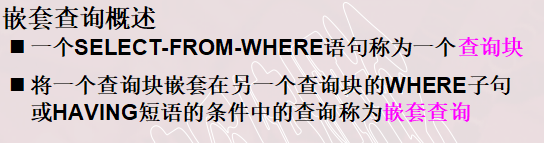 嵌套查询概述
■ 一个SELECT-FROM-WHERE语句称为一个查询块
■ 将一个查询块嵌套在另一个查询块的WHERE子句
或HAVING短语的条件中的查询称为嵌套查询